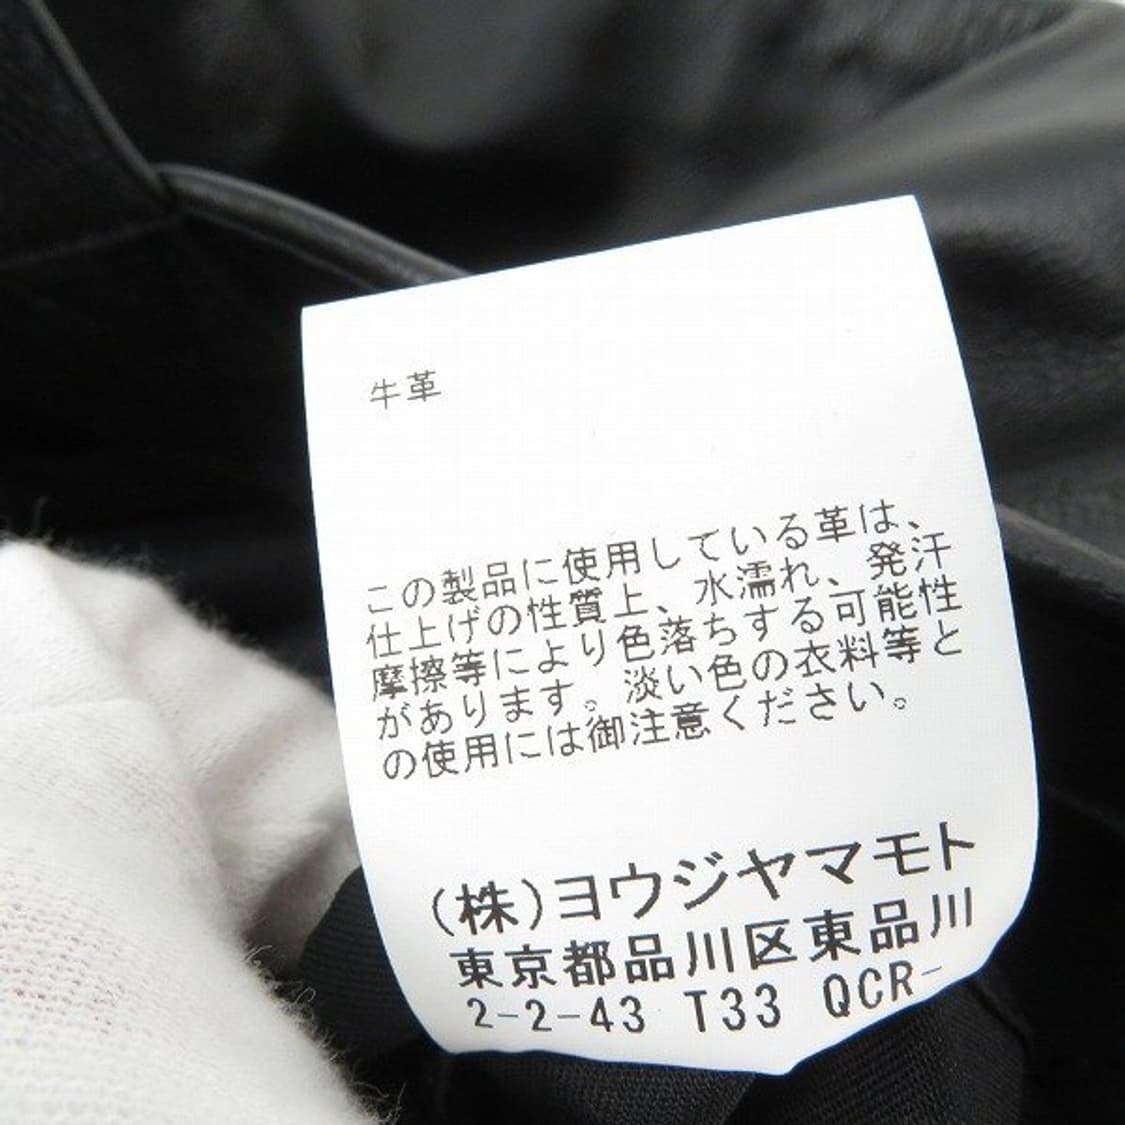 牛革
この製品に使用している革は、
仕上げの性質上、水濡れ、発汗
摩擦等により色落ちする可能性
があります。淡い色の衣料等と
の使用には御注意ください。
(株)ヨウジヤマモト
東京都品川区東品川
2-2-43 T33 QCR-